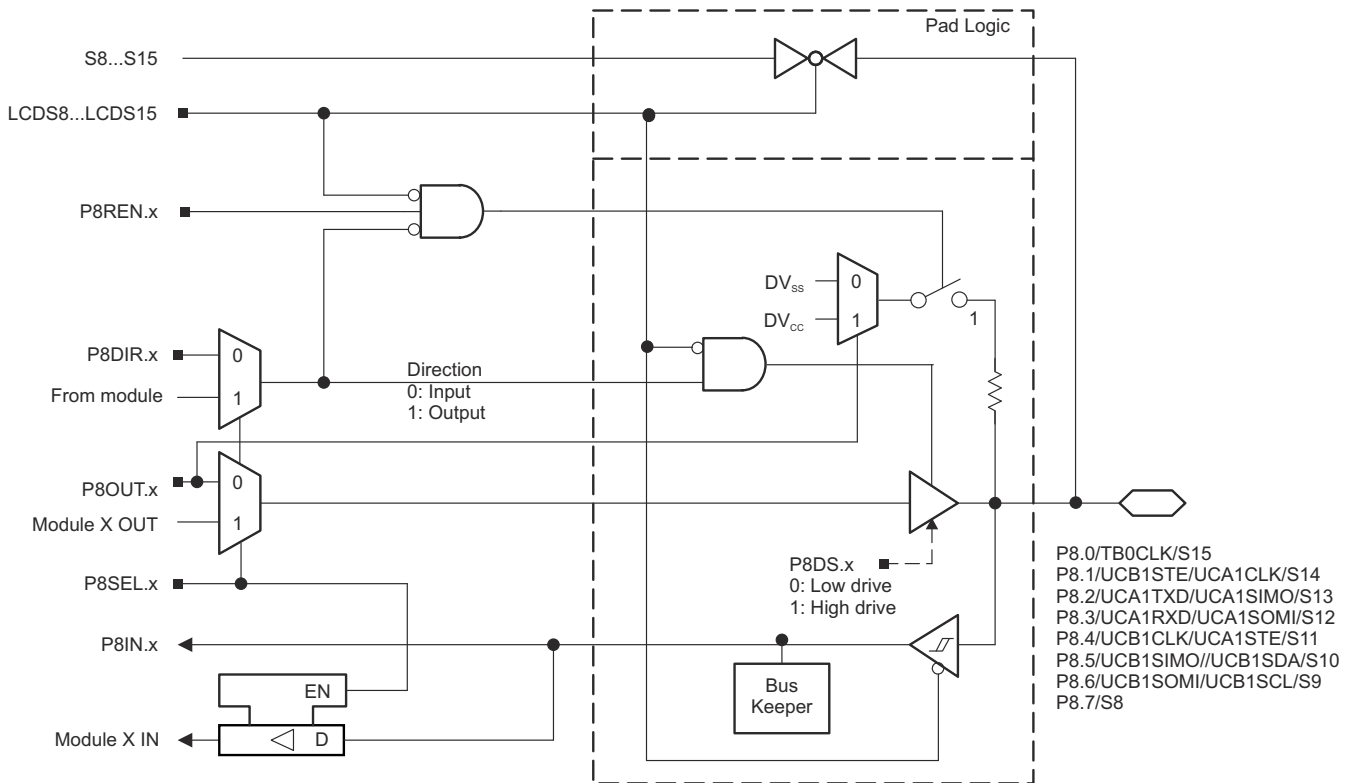 Pad Logic
S8...S15
LCDS8...LCDS15
P8REN.x
DVSS
0
DVCC
1
1
P8DIR.x
0
From module
1
Direction
0: Input
1: Output
P8OUT.x
0
Module X OUT
1
P8SEL.x
P8DS.x
0: Low drive
1: High drive
P8IN.x
EN
D
Module X IN
Bus
Keeper
P8.0/TB0CLK/S15
P8.1/UCB1STE/UCA1CLK/S14
P8.2/UCA1TXD/UCA1SIMO/S13
P8.3/UCA1RXD/UCA1SOMI/S12
P8.4/UCB1CLK/UCA1STE/S11
P8.5/UCB1SIMO//UCB1SDA/S10
P8.6/UCB1SOMI/UCB1SCL/S9
P8.7/S8